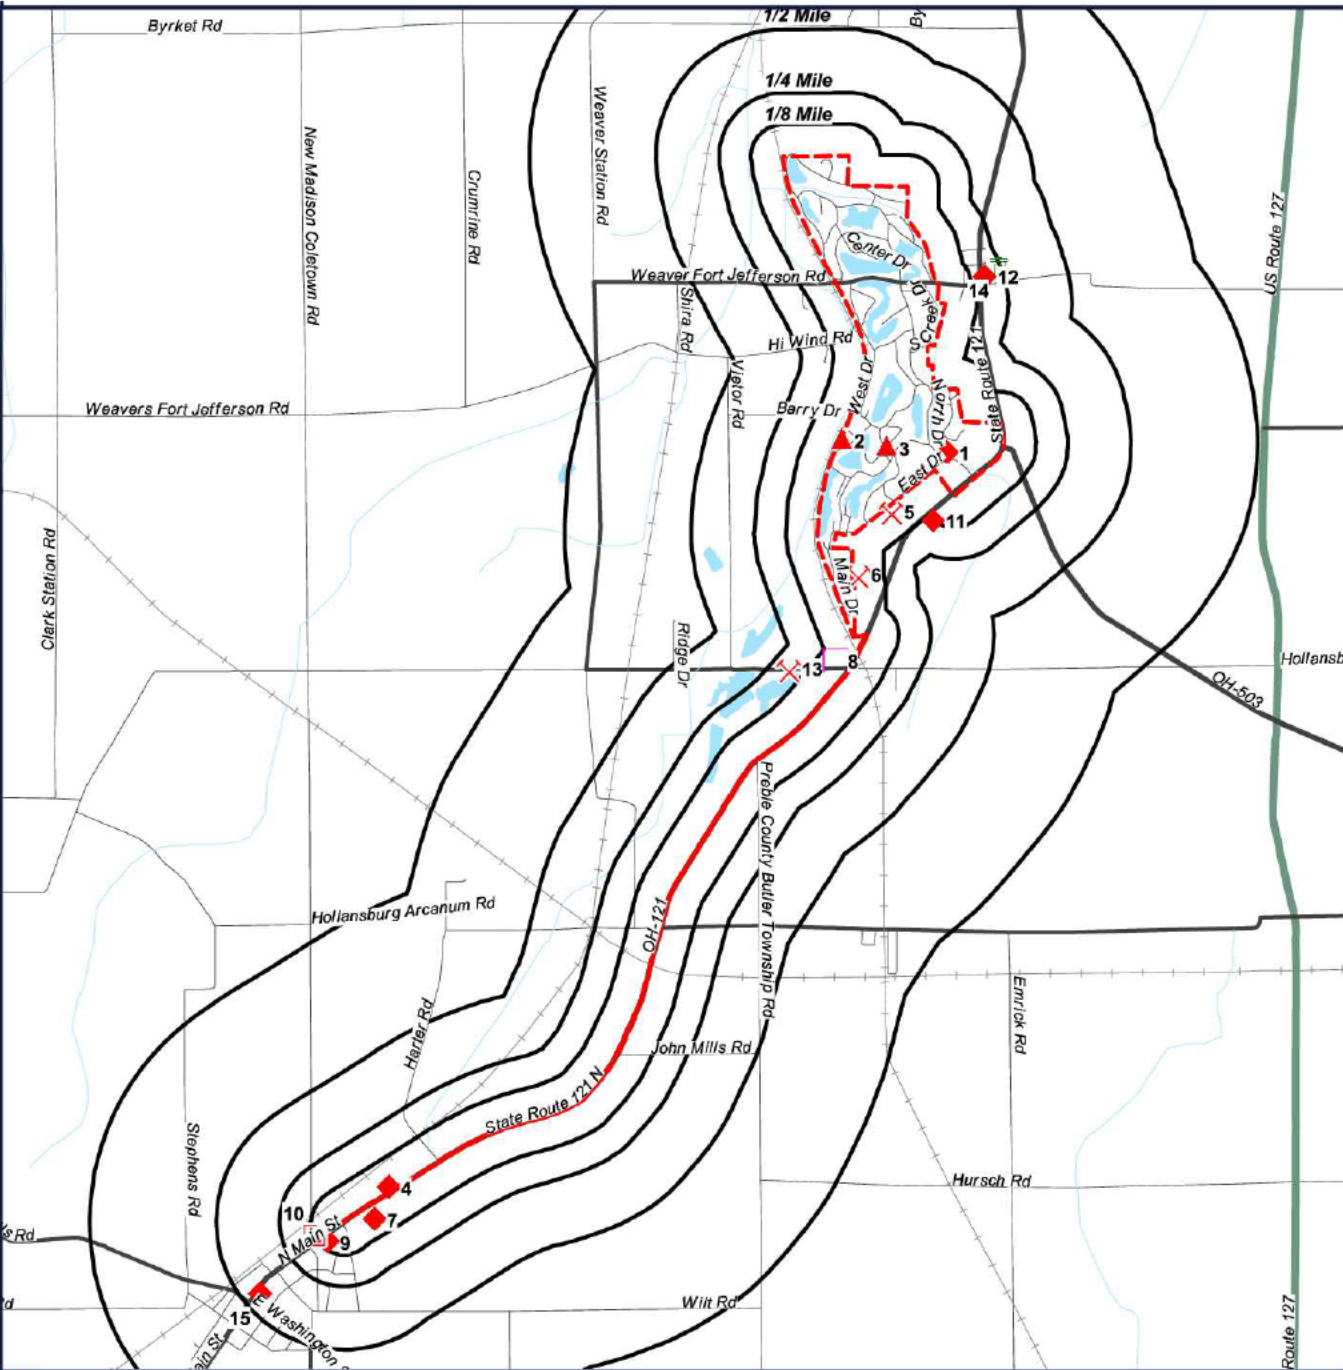 1/2 Mile
By
Byrket Rd
1/4 Mile
1/8 Mile
Weaver Station Rd
New Madison Coletown Rd
Crumrine Rd
US Route 127
Center Dr
Weaver Fort Jefferson Rd
12
14
Shira Rd
S Creek Dr
Hi Wind Rd
State Route 121
Vietor Rd
West Dr
North Dr
Weavers Fort Jefferson Rd
Barry Dr
2
3
1
East Dr
5
11
Clark Station Rd
Main Dr
6
Ridge Dr
8
13
Hollansb
OH-503
Preble County Butler Township Rd
Hollansburg Arcanum Rd
OH-121
Emrick Rd
Harter Rd
John Mills Rd
State Route 121 N
Stephens Rd
Hursch Rd
4
10
7
N Main St
9
s Rd
Wilt Rd
E Washington S
15
ain St
Route 127